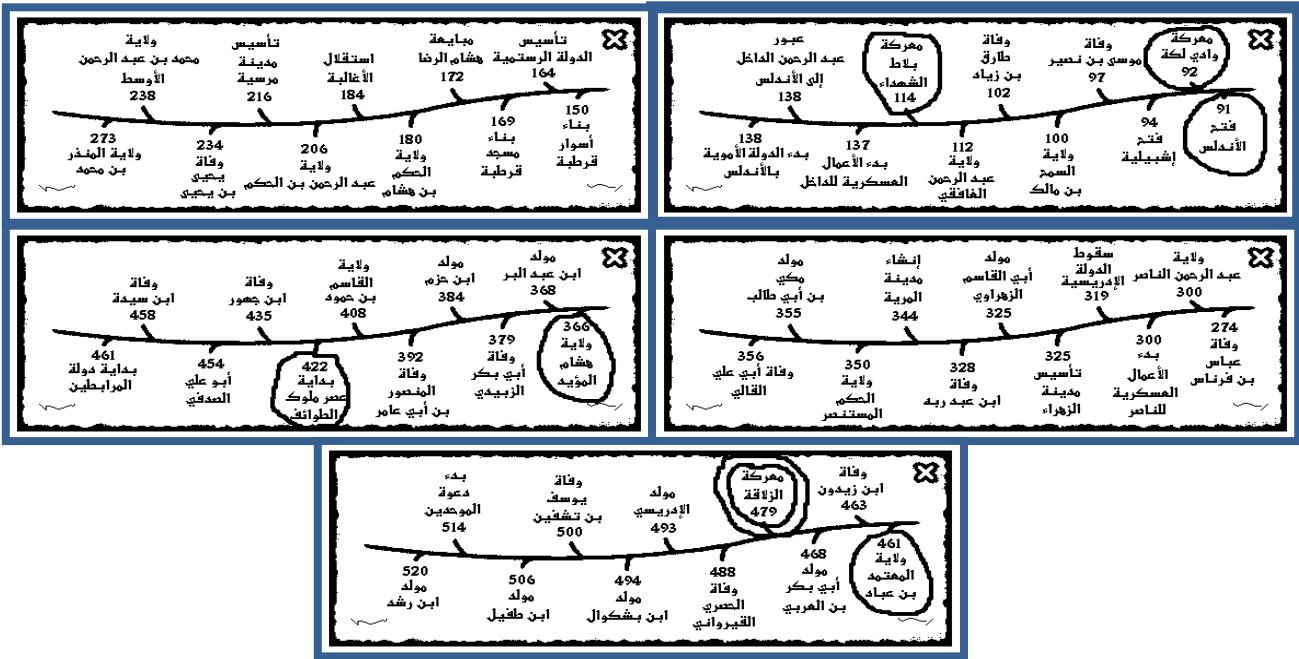 معركة
وادي لكة
92
وفاة
موسى بن نصير
97
وفاة
طارق
بن زياد
102
معركة
بلاط
الشهداء
114
عبور
عبد الرحمن الداخل
إلى الأندلس
138
91
فتح
الأندلس
94
فتح
إشبيلية
100
ولاية
السمح
بن مالك
112
ولاية
عبد الرحمن
الغافقي
137
بدء الأعمال
العسكرية للداخل
138
بدء الدولة الأموية
بالأندلس
تأسيس
الدولة الرستمية
164
مبايعة
هشام الرضا
172
استقلال
الأغالبة
184
تأسيس
مدينة
مرسية
216
ولاية
محمد بن عبد الرحمن
الأوسط
238
150
بناء
أسوار
قرطبة
169
بناء
مسجد
قرطبة
180
ولاية
الحكم
بن هشام
206
ولاية
عبد الرحمن بن الحكم
234
وفاة
يحيى
بن يحيى
273
ولاية المنذر
بن محمد
ولاية
عبد الرحمن الناصر
300
سقوط
الدولة
الإدريسية
319
مولد
أبي القاسم
الزهراوي
325
إنشاء
مدينة
المرية
344
مولد
مكي
بن أبي طالب
355
274
وفاة
عباس
بن فرناس
300
بدء
الأعمال
العسكرية
للناصر
325
تأسيس
مدينة
الزهراء
328
وفاة
ابن عبد ربه
350
ولاية
الحكم
المستنصر
356
وفاة أبي علي
القالي
مولد
ابن عبد البر
368
مولد
ابن حزم
384
ولاية
القاسم
بن حمود
408
وفاة
ابن جهور
435
وفاة
ابن سيدة
458
366
ولاية
هشام
المؤيد
379
وفاة
أبي بكر
الزبيدي
392
وفاة
المنصور
بن أبي عامر
422
بداية
عصر ملوك
الطوائف
454
أبو علي
الصدفي
461
بداية دولة
المرابطين
وفاة
ابن زيدون
463
معركة
الزلاقة
479
مولد
الإدريسي
493
وفاة
يوسف
بن تشفين
500
بدء
دعوة
الموحدين
514
461
ولاية
المعتمد
بن عباد
468
مولد
أبي بكر
بن العربي
488
وفاة
الحصري
القيرواني
494
مولد
ابن بشكوال
506
مولد
ابن طفيل
520
مولد
ابن رشد